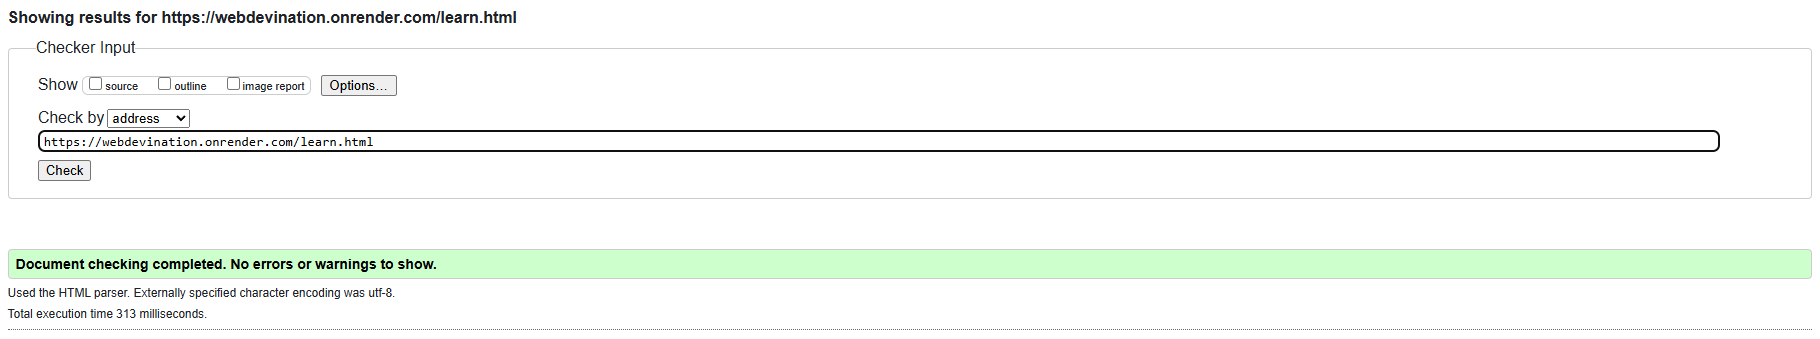 Showing results for https://webdevination.onrender.com/learn.html
Checker Input
Show source outline image report Options...
Check by address
https://webdevination.onrender.com/learn.html
Check
Document checking completed. No errors or warnings to show.
Used the HTML parser. Externally specified character encoding was utf-8.
Total execution time 313 milliseconds.